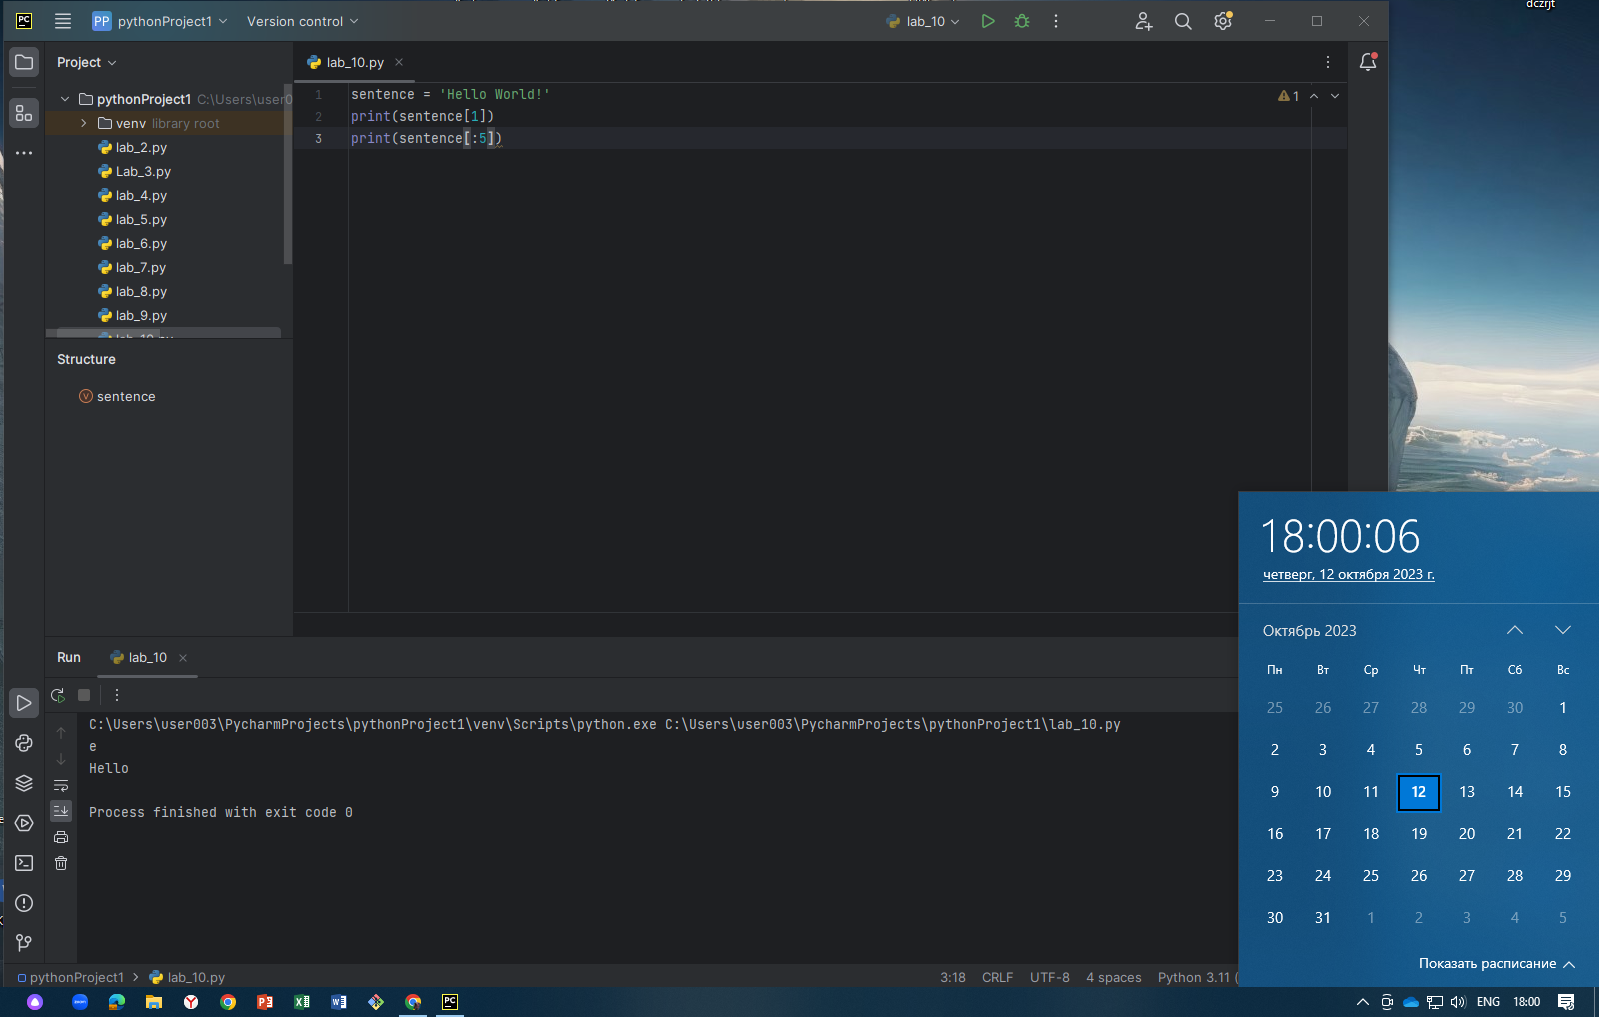 dczrjt
PC
PP pythonProject1
Version control
lab_10
Project
lab_10.py
pythonProject1 C:\Users\user0
venv library root
lab_2.py
Lab_3.py
lab_4.py
lab_5.py
lab_6.py
lab_7.py
lab_8.py
lab_9.py
lab_10.py
1 sentence = 'Hello World!'
2 print(sentence[1])
3 print(sentence[:5])
1
Structure
V sentence
Run lab_10
C:\Users\user003\PycharmProjects\pythonProject1\venv\Scripts\python.exe C:\Users\user003\PycharmProjects\pythonProject1\lab_10.py
e
Hello
Process finished with exit code 0
18:00:06
четверг, 12 октября 2023 г.
Октябрь 2023
Пн Вт Ср Чт Пт Сб Вс
25 26 27 28 29 30 1
2 3 4 5 6 7 8
9 10 11 12 13 14 15
16 17 18 19 20 21 22
23 24 25 26 27 28 29
30 31 1 2 3 4 5
Показать расписание
pythonProject1 > lab_10.py
3:18 CRLF UTF-8 4 spaces Python 3.11 (
zoom
PC
ENG 18:00